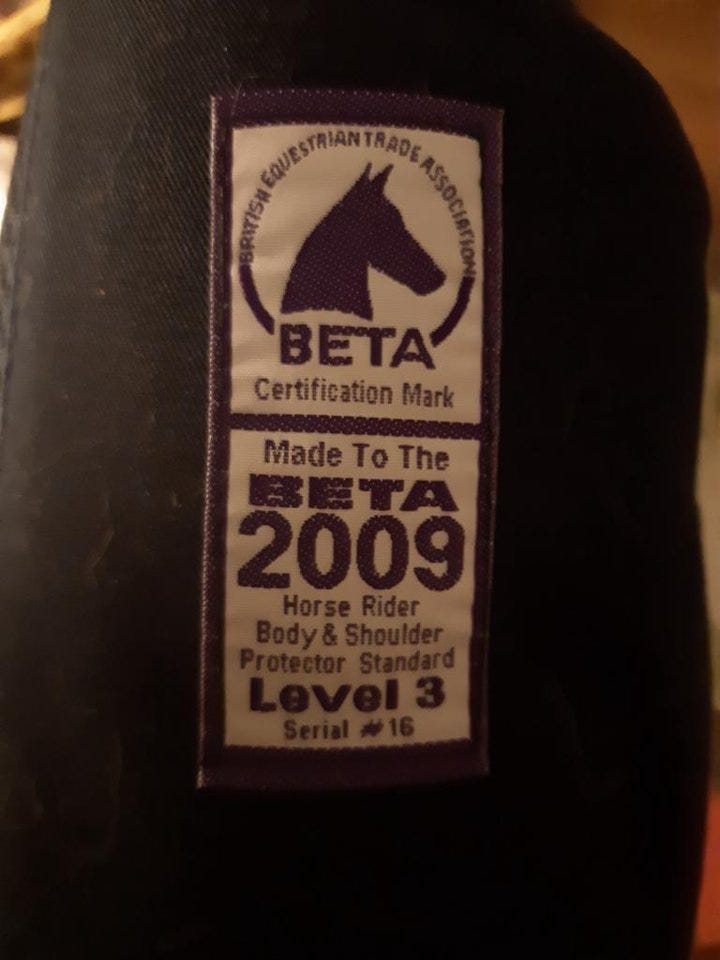 BRITISH EQUESTRIAN TRADE ASSOCIATION
BETA
Certification Mark
Made To The
BETA
2009
Horse Rider
Body & Shoulder
Protector Standard
Level 3
Serial # 16